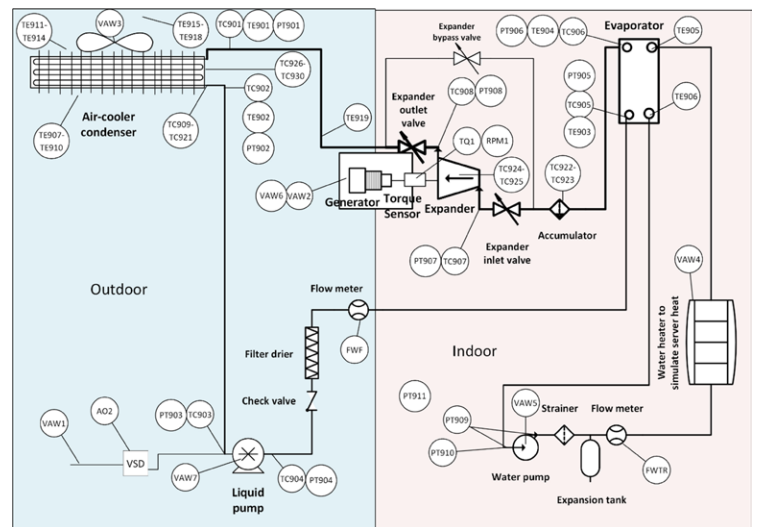 TE911-
TE914
VAW3
TE915-
TE918
TC901
TE901
PT901
TC926-
TC930
TC902
TE902
PT902
Air-cooler
condenser
TE907-
TE910
TC909-
TC921
TE919
Expander
bypass valve
PT906
TE904
TC906
Evaporator
TE905
PT905
TC905
TE903
TE906
Expander
outlet
valve
TC908
PT908
TQ1
RPM1
TC924-
TC925
TC922-
TC923
VAW6
VAW2
Generator
Torque
Sensor
Expander
Accumulator
Expander
inlet valve
PT907
TC907
VAW4
Water heater to
simulate server heat
Outdoor
Indoor
Flow meter
FWF
Filter drier
Check valve
PT911
VAW5
Strainer
Flow meter
PT909
PT910
Water pump
FWTR
Expansion tank
VAW1
AO2
VSD
PT903
TC903
VAW7
TC904
PT904
Liquid
pump